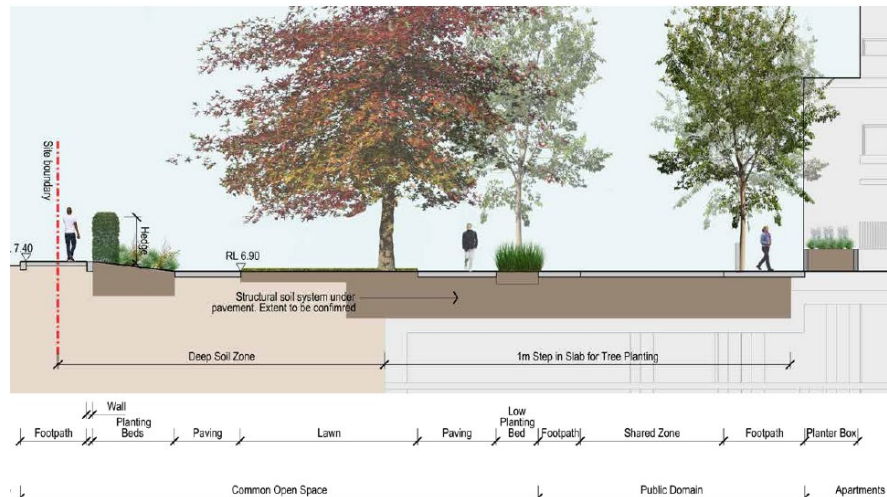 Site boundary
Hedge
7.40
RL 6.90
Structural soil system under
pavement. Extent to be confimred
Deep Soil Zone
1m Step in Slab for Tree Planting
Wall
Footpath
Planting
Beds
Paving
Lawn
Paving
Low
Planting
Bed
Footpath
Shared Zone
Footpath
Planter Box
Common Open Space
Public Domain
Apartments